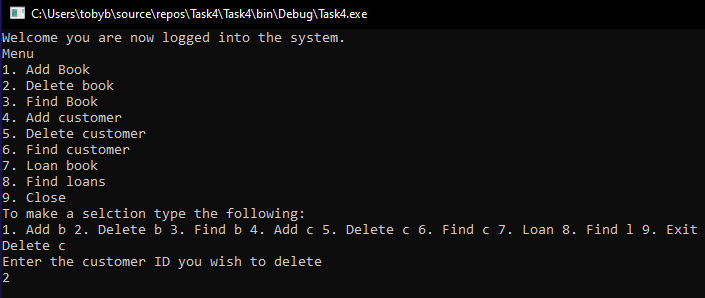 C:\Users\tobyb\source\repos\Task4\Task4\bin\Debug\Task4.exe
Welcome you are now logged into the system.
Menu
1. Add Book
2. Delete book
3. Find Book
4. Add customer
5. Delete customer
6. Find customer
7. Loan book
8. Find loans
9. Close
To make a selction type the following:
1. Add b 2. Delete b 3. Find b 4. Add c 5. Delete c 6. Find c 7. Loan 8. Find l 9. Exit
Delete c
Enter the customer ID you wish to delete
2